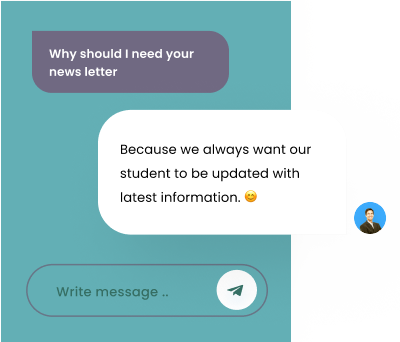 Why should I need your
news letter
Because we always want our
student to be updated with
latest information. 😊
Write message ..